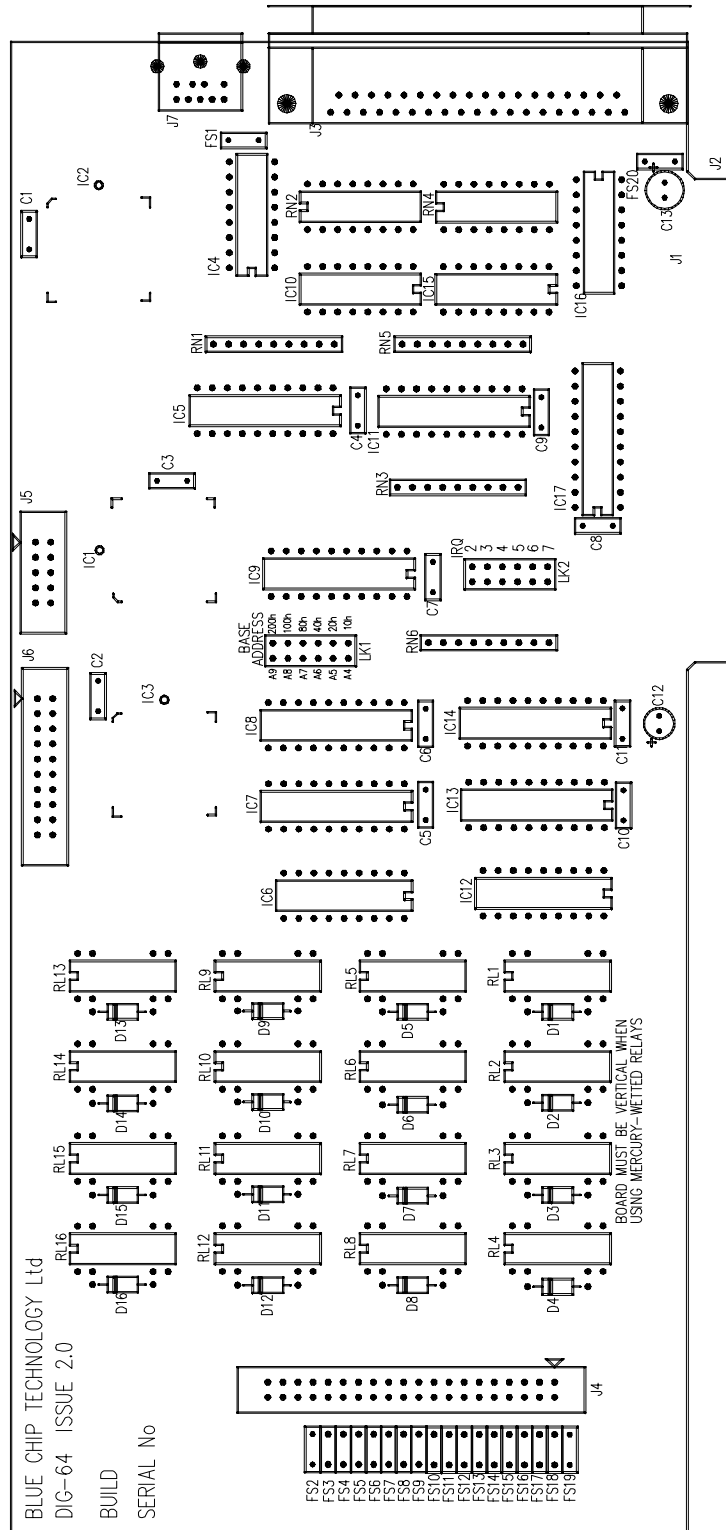 J7
J3
J2
FS1
C1
IC2
IC4
RN2
RN4
FS20
C13
J1
IC10
IC15
IC16
RN1
RN5
IC5
C4
IC11
C9
IC17
C8
C3
RN3
J5
IC1
IC9
C7
IRQ
2
3
4
5
6
7
LK2
BASE
ADDRESS
200h
100h
80h
40h
20h
10h
A9
A8
A7
A6
A5
A4
LK1
RN6
J6
C2
IC3
IC8
C6
IC14
C11
C12
IC7
C5
IC13
C10
IC6
IC12
RL13
D13
RL9
D9
RL5
D5
RL1
D1
RL14
D14
RL10
D10
RL6
D6
RL2
D2
RL15
D15
RL11
D11
RL7
D7
RL3
D3
RL16
D16
RL12
D12
RL8
D8
RL4
D4
BOARD MUST BE VERTICAL WHEN
USING MERCURY-WETTED RELAYS
BLUE CHIP TECHNOLOGY Ltd
DIG-64 ISSUE 2.0
BUILD
SERIAL No
J4
FS2
FS3
FS4
FS5
FS6
FS7
FS8
FS9
FS10
FS11
FS12
FS13
FS14
FS15
FS16
FS17
FS18
FS19